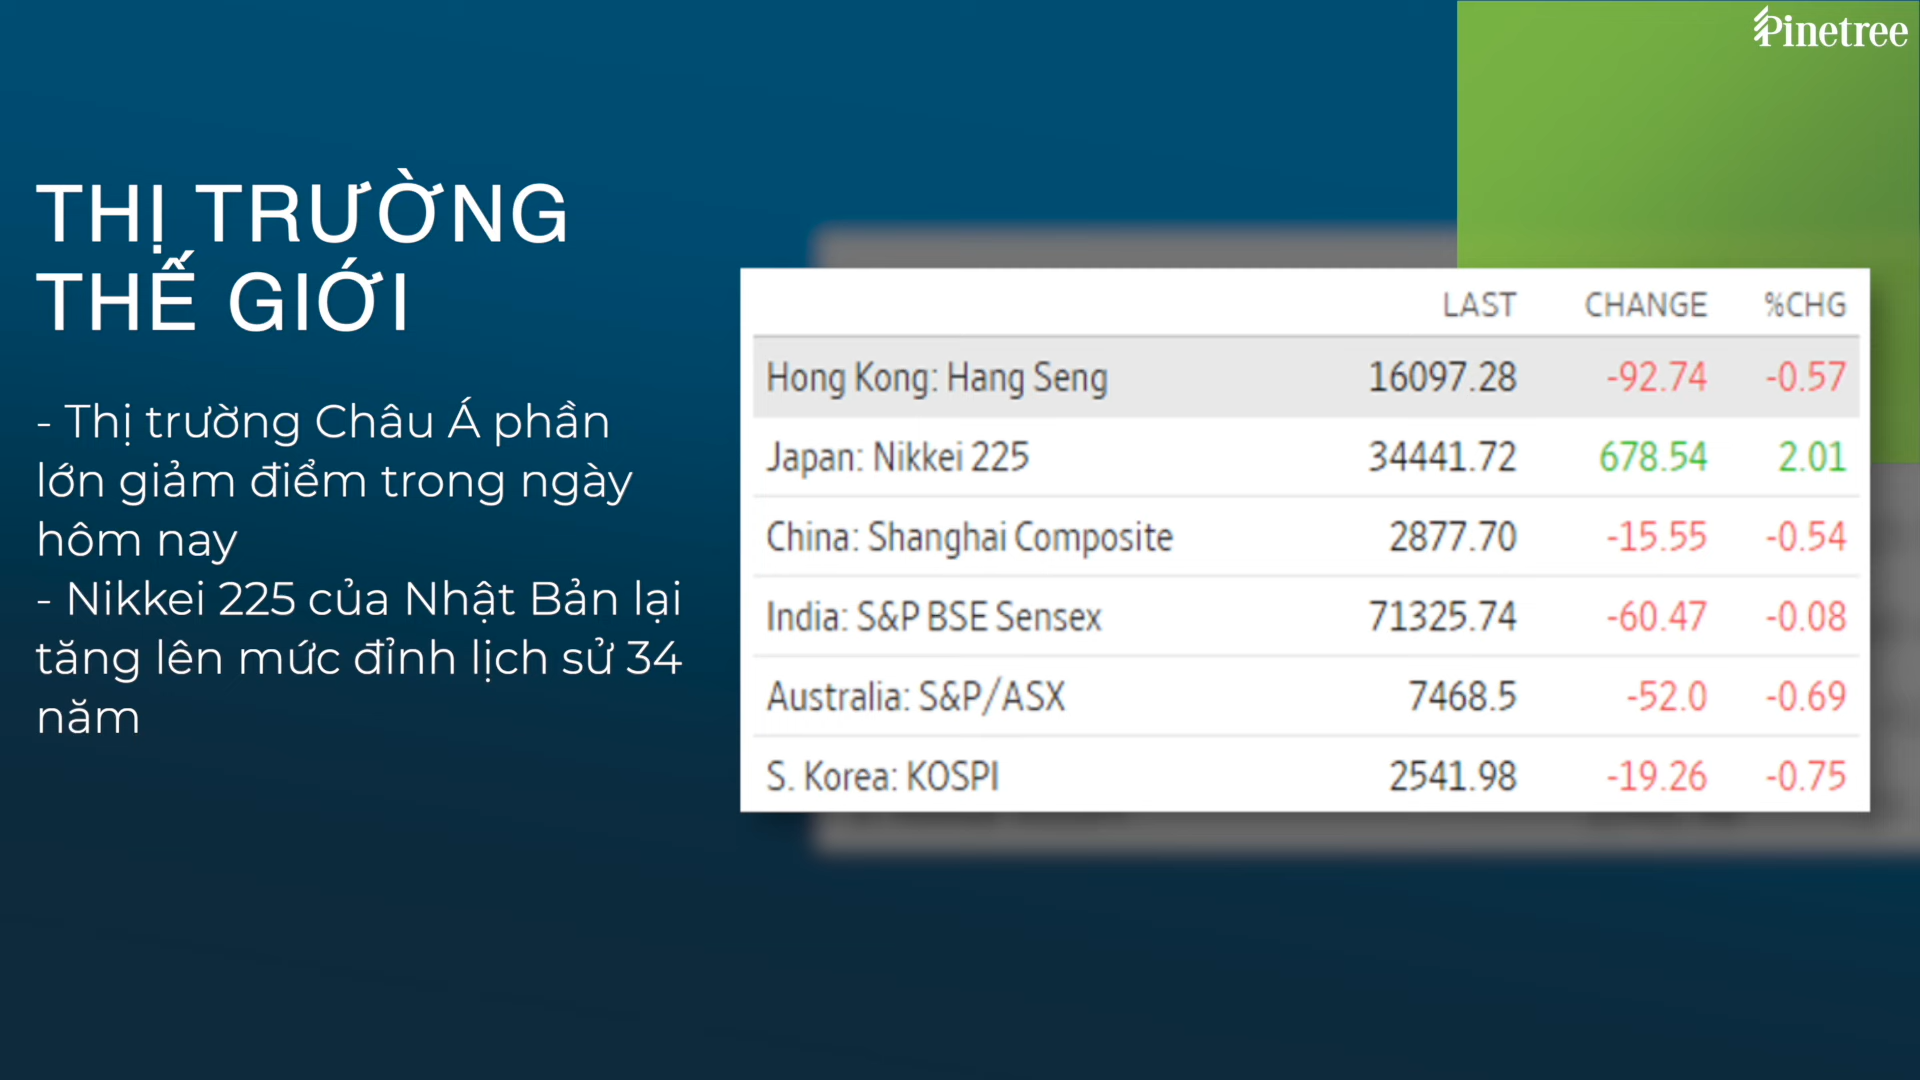 Pinetree
THỊ TRƯỜNG
THẾ GIỚI
- Thị trường Châu Á phần
lớn giảm điểm trong ngày
hôm nay
- Nikkei 225 của Nhật Bản lại
tăng lên mức đỉnh lịch sử 34
năm
LAST CHANGE %CHG
Hong Kong: Hang Seng 16097.28 -92.74 -0.57
Japan: Nikkei 225 34441.72 678.54 2.01
China: Shanghai Composite 2877.70 -15.55 -0.54
India: S&P BSE Sensex 71325.74 -60.47 -0.08
Australia: S&P/ASX 7468.5 -52.0 -0.69
S. Korea: KOSPI 2541.98 -19.26 -0.75